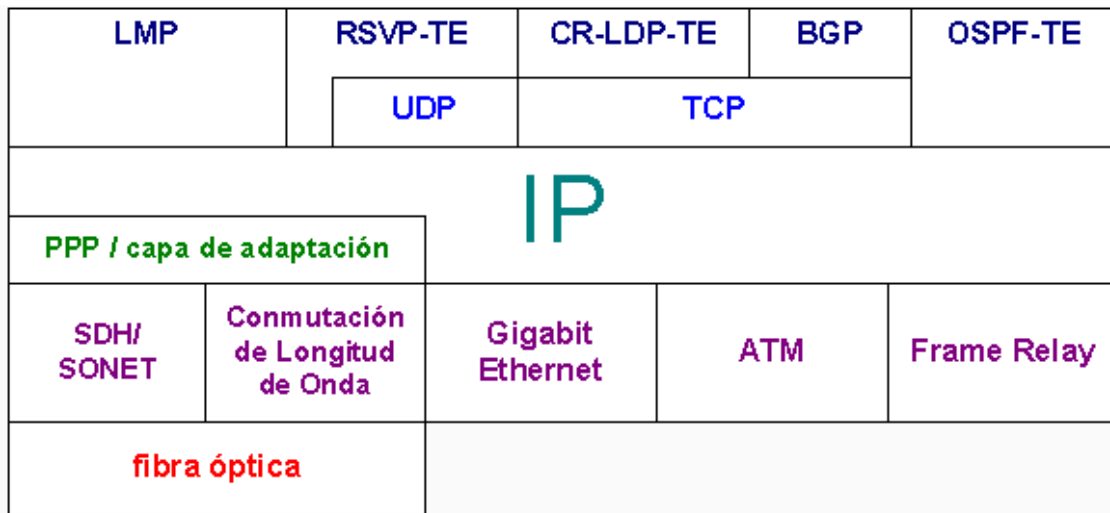 LMP
RSVP-TE
CR-LDP-TE
BGP
OSPF-TE
UDP
TCP
IP
PPP / capa de adaptación
SDH/
SONET
Conmutación
de Longitud
de Onda
Gigabit
Ethernet
ATM
Frame Relay
fibra óptica